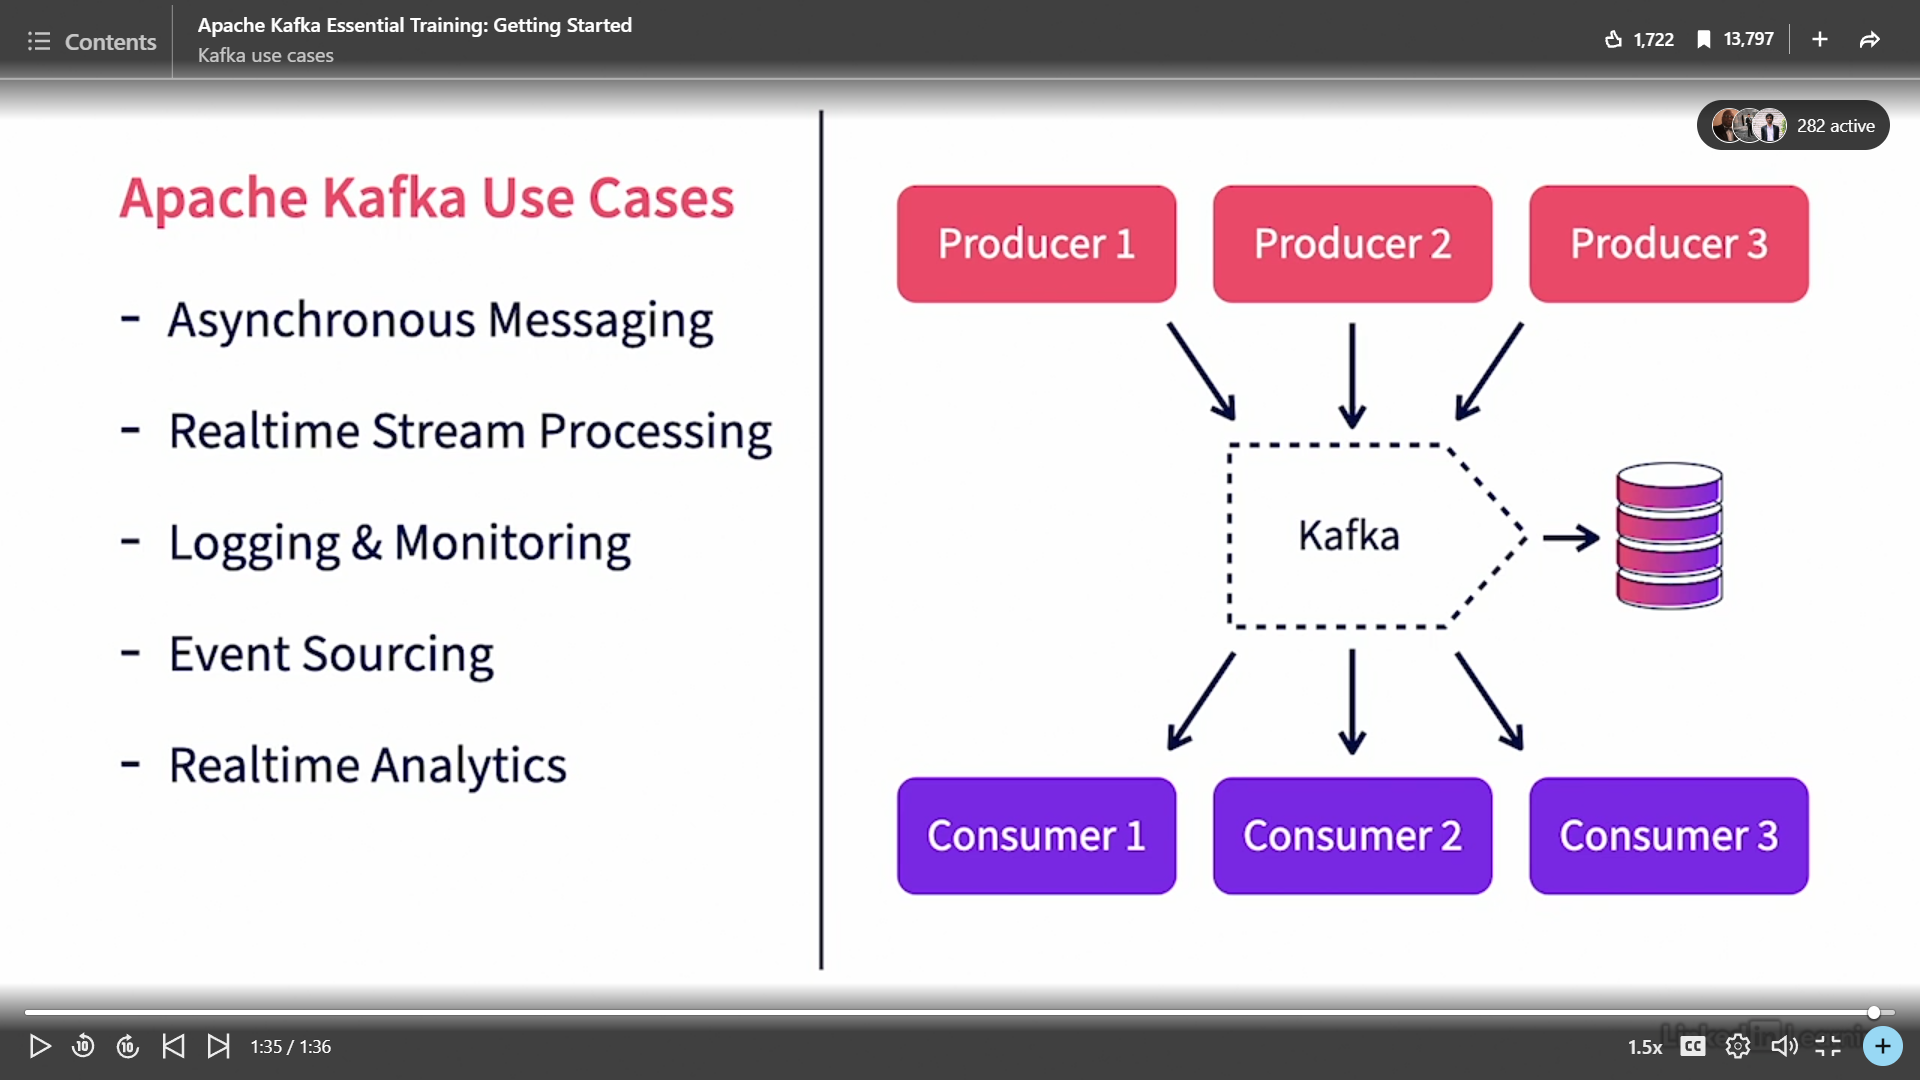 Contents
Apache Kafka Essential Training: Getting Started
Kafka use cases
1,722
13,797
282 active
Apache Kafka Use Cases
- Asynchronous Messaging
- Realtime Stream Processing
- Logging & Monitoring
- Event Sourcing
- Realtime Analytics
Producer 1
Producer 2
Producer 3
Kafka
Consumer 1
Consumer 2
Consumer 3
10
10
1:35 / 1:36
1.5x
CC